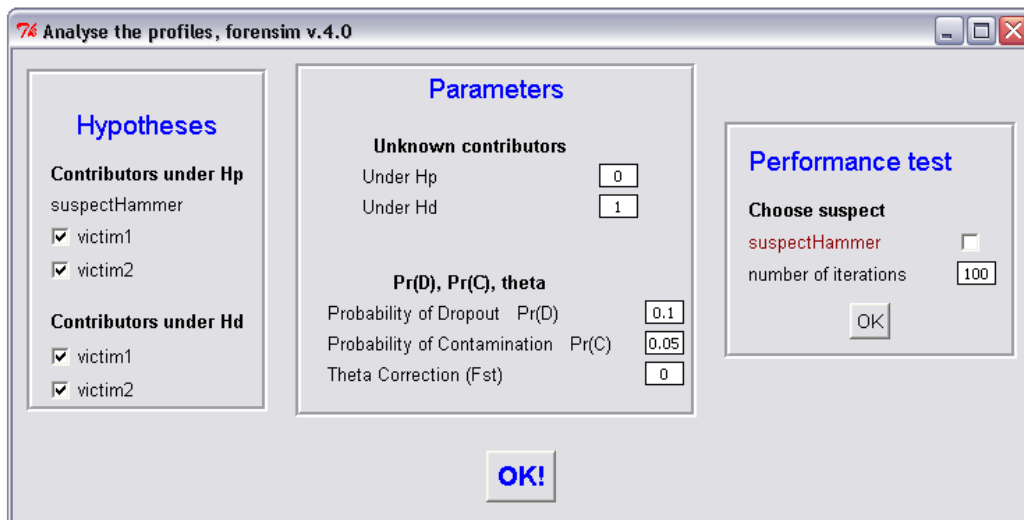 Analyse the profiles, forensim v.4.0
Hypotheses
Contributors under Hp
suspectHammer
victim1
victim2
Contributors under Hd
victim1
victim2
Parameters
Unknown contributors
Under Hp 0
Under Hd 1
Pr(D), Pr(C), theta
Probability of Dropout Pr(D) 0.1
Probability of Contamination Pr(C) 0.05
Theta Correction (Fst) 0
Performance test
Choose suspect
suspectHammer
number of iterations 100
OK
OK!